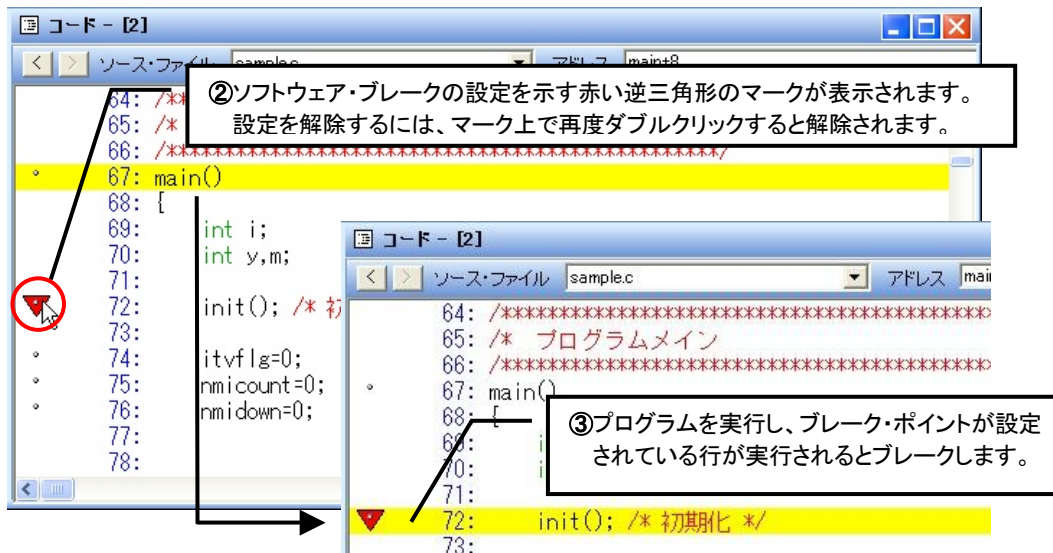 コード - [2]
< > ソース・ファイル sample.c アドレス main+8
②ソフトウェア・ブレークの設定を示す赤い逆三角形のマークが表示されます。
設定を解除するには、マーク上で再度ダブルクリックすると解除されます。
64: /**
65: /*
66: /*****************************************************/
67: main()
68: {
69: int i;
70: int y,m;
71:
72: init(); /* 初
73:
74: itvflg=0;
75: nmicount=0;
76: nmidown=0;
77:
78:
コード - [2]
< > ソース・ファイル sample.c アドレス mai
64: /************************************************
65: /* プログラムメイン
66: /************************************************
67: main()
68: {
69: i
70: i
71:
72: init(); /* 初期化 */
73:
③プログラムを実行し、ブレーク・ポイントが設定
されている行が実行されるとブレークします。